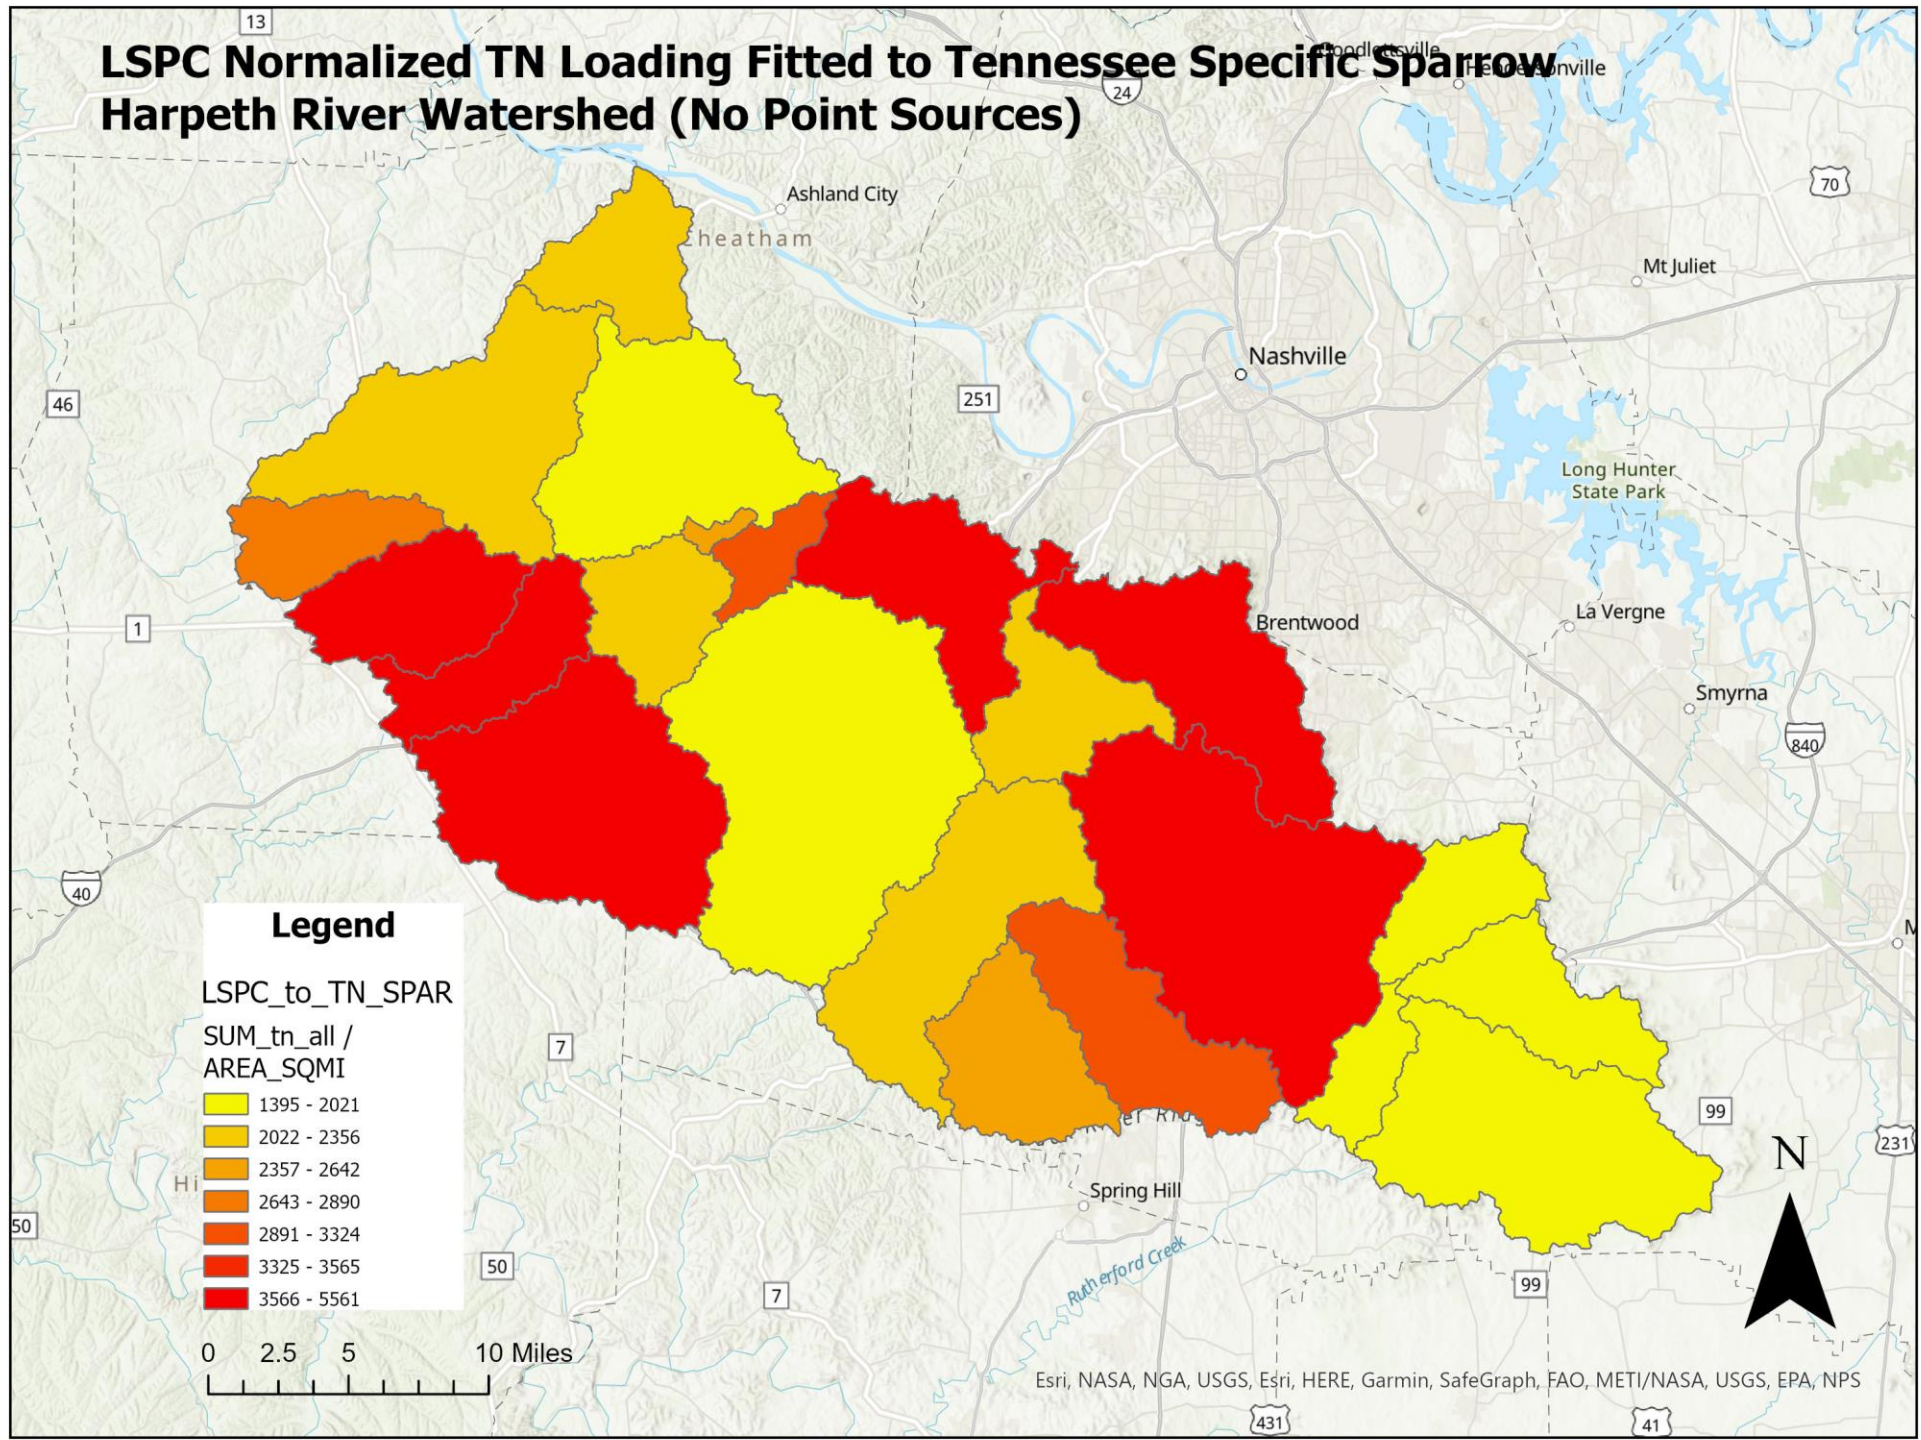 13
LSPC Normalized TN Loading Fitted to Tennessee Specific Sparrow
Harpeth River Watershed (No Point Sources)
24
70
Ashland City
Cheatham
Mt Juliet
Nashville
251
46
Long Hunter
State Park
La Vergne
Brentwood
1
Smyrna
840
40
Legend
LSPC_to_TN_SPAR
SUM_tn_all /
AREA_SQMI
1395 - 2021
2022 - 2356
2357 - 2642
2643 - 2890
2891 - 3324
3325 - 3565
3566 - 5561
7
99
231
N
Hi
Spring Hill
50
50
Rutherford Creek
7
99
0 2.5 5 10 Miles
Esri, NASA, NGA, USGS, Esri, HERE, Garmin, SafeGraph, FAO, METI/NASA, USGS, EPA, NPS
431
41